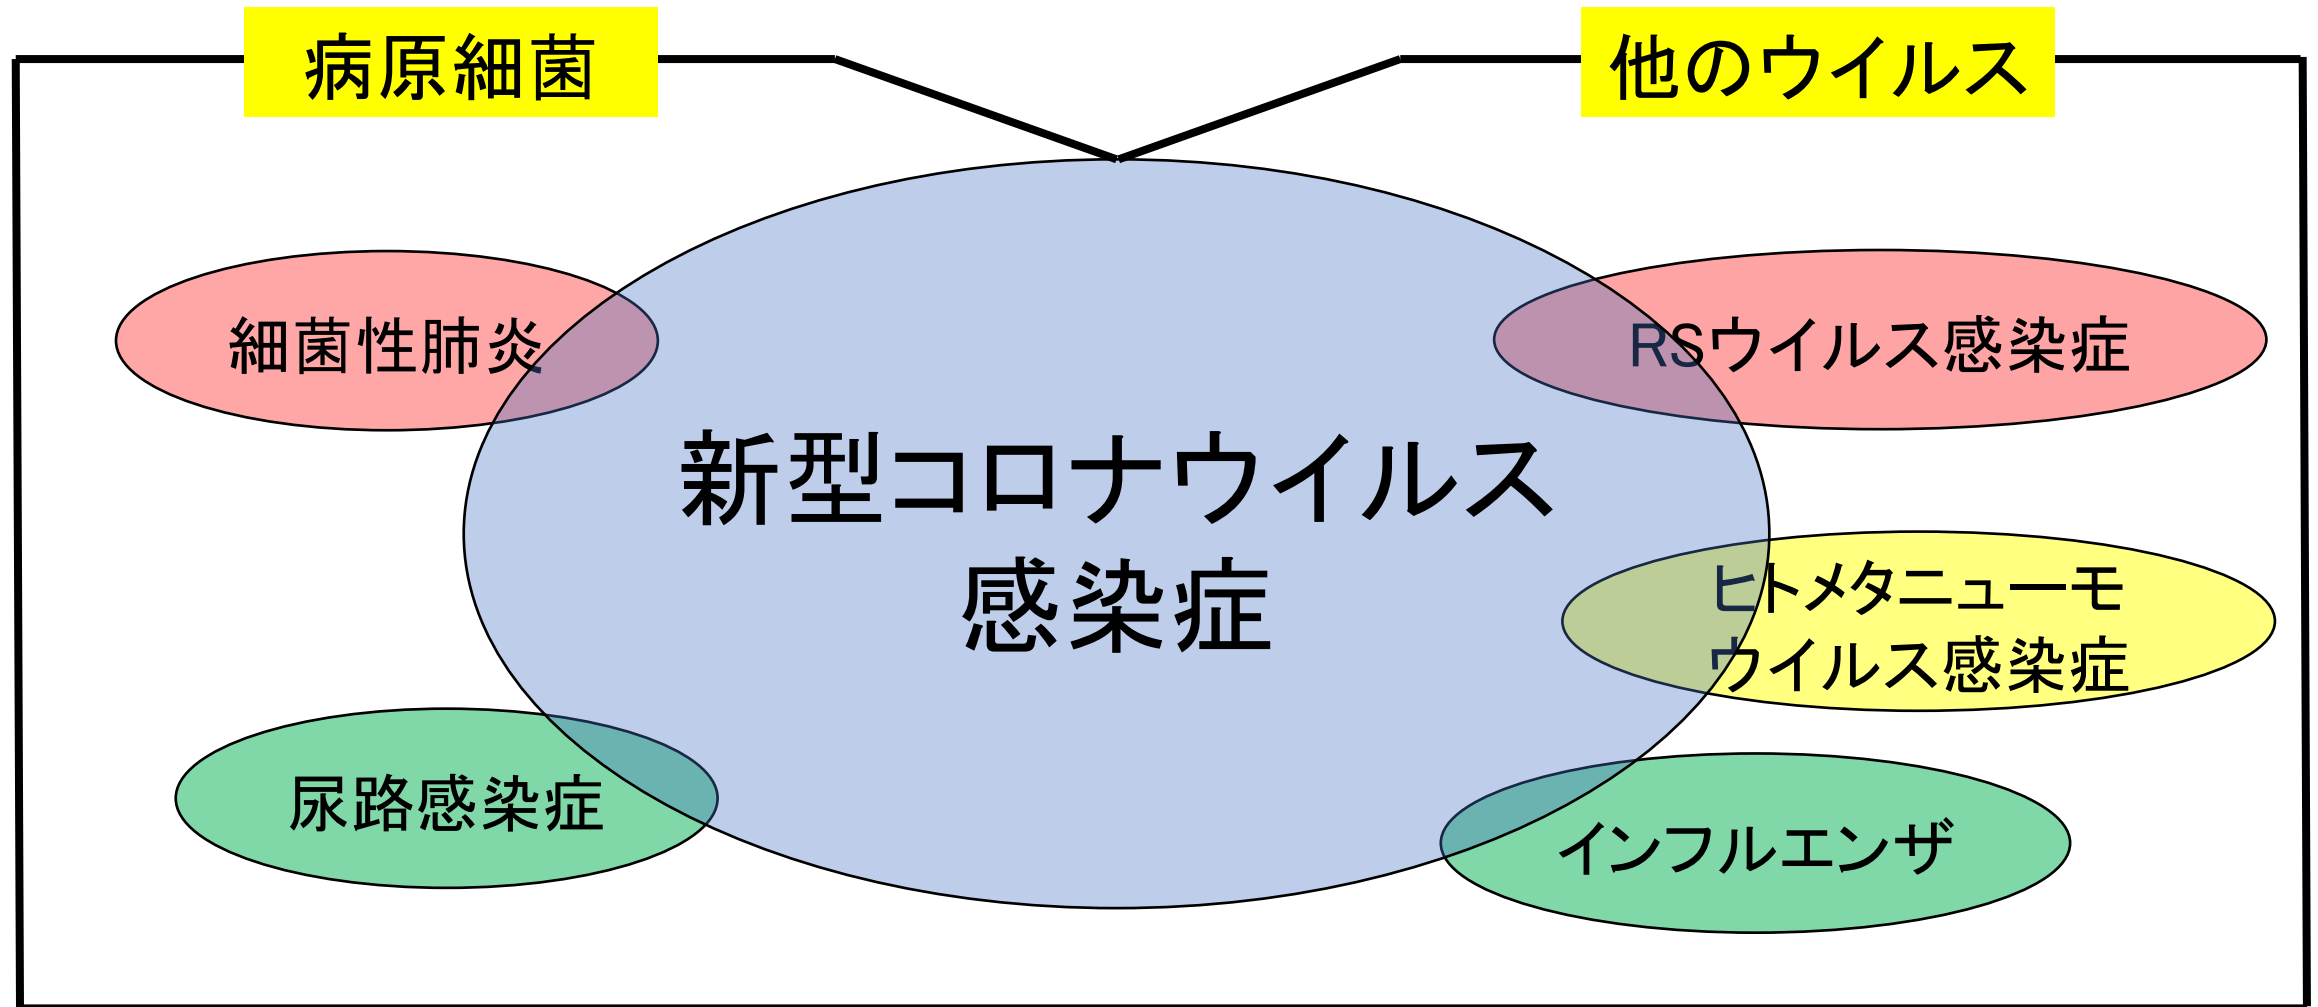 病原細菌
他のウイルス
細菌性肺炎
RSウイルス感染症
新型コロナウイルス
感染症
ヒトメタニューモ
ウイルス感染症
尿路感染症
インフルエンザ